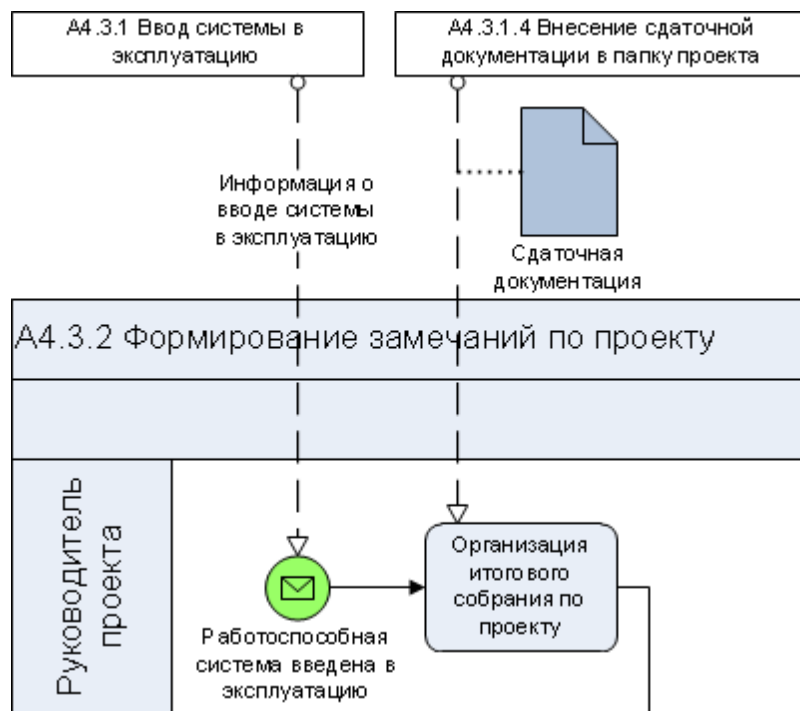 А4.3.1 Ввод системы в
эксплуатацию
А4.3.1.4 Внесение сдаточной
документации в папку проекта
Информация о
вводе системы
в эксплуатацию
Сдаточная
документация
А4.3.2 Формирование замечаний по проекту
Руководитель
проекта
Организация
итогового
собрания по
проекту
Работоспособная
система введена в
эксплуатацию